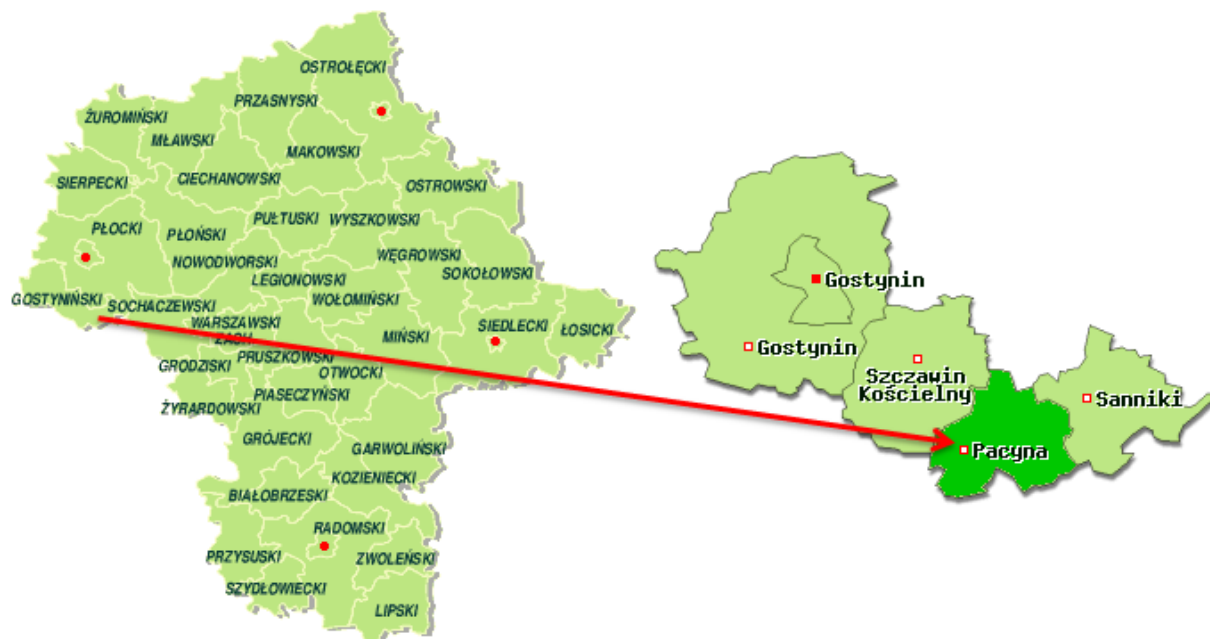 OSTROŁĘCKI
PRZASNYSKI
ŻUROMIŃSKI
MŁAWSKI
MAKOWSKI
SIERPECKI
CIECHANOWSKI
OSTROWSKI
PŁOCKI
PŁOŃSKI
PUŁTUSKI
WYSZKOWSKI
NOWODWORSKI
WĘGROWSKI
LEGIONOWSKI
SOKOŁOWSKI
GOSTYNIŃSKI
SOCHACZEWSKI
WOŁOMIŃSKI
WARSZAWSKI
ZACH.
MIŃSKI
SIEDLECKI
ŁOSICKI
GRODZISKI
PRUSZKOWSKI
OTWOCKI
PIASECZYŃSKI
ŻYRARDOWSKI
GRÓJECKI
GARWOLIŃSKI
KOZIENIECKI
BIAŁOBRZESKI
RADOMSKI
PRZYSUSKI
ZWOLEŃSKI
SZYDŁOWIECKI
LIPSKI
Gostynin
Gostynin
Szczawin
Kościelny
Sanniki
Pacyna